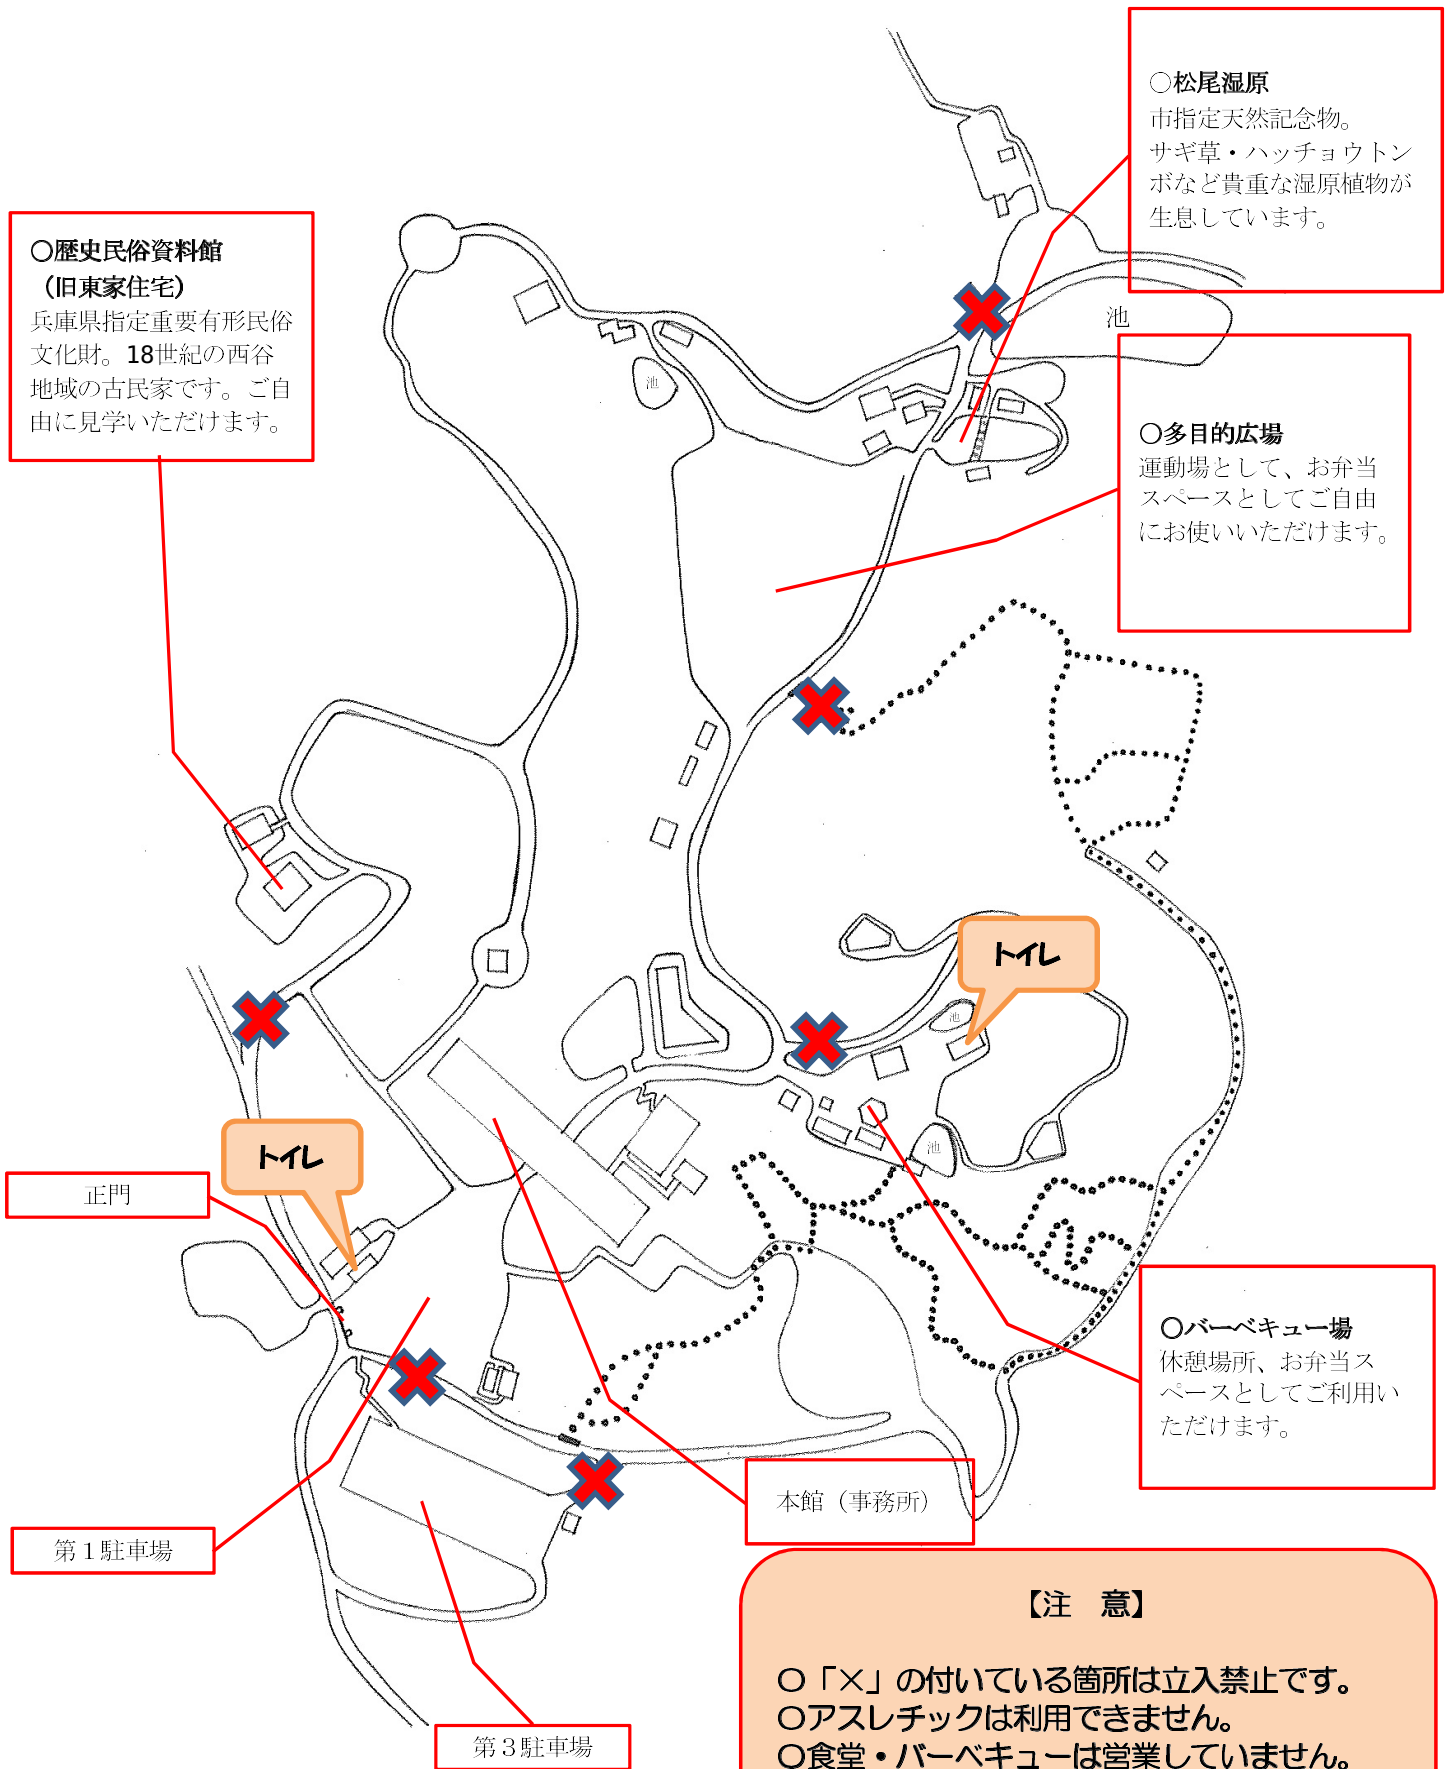 ○松尾湿原
市指定天然記念物。
サギ草・ハッチョウトン
ボなど貴重な湿原植物が
生息しています。
○歴史民俗資料館
（旧東家住宅）
兵庫県指定重要有形民俗
文化財。18世紀の西谷
地域の古民家です。ご自
由に見学いただけます。
池
池
○多目的広場
運動場として、お弁当
スペースとしてご自由
にお使いいただけます。
トイレ
池
トイレ
池
正門
○バーベキュー場
休憩場所、お弁当ス
ペースとしてご利用い
ただけます。
本館（事務所）
第１駐車場
第３駐車場
【注　意】
○「×」の付いている箇所は立入禁止です。
○アスレチックは利用できません。
○食堂・バーベキューは営業していません。